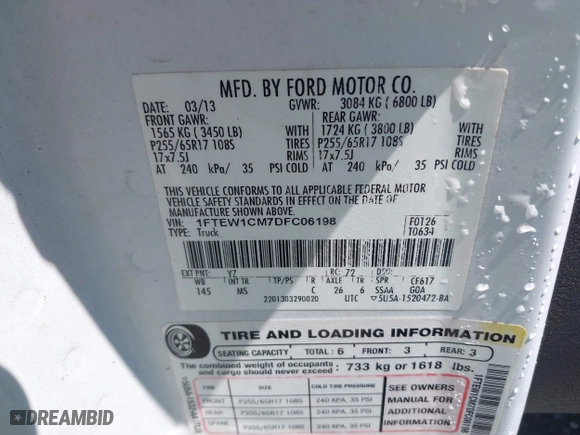 MFD. BY FORD MOTOR CO.
DATE: 03/13 GVWR: 3084 KG ( 6800 LB)
FRONT GAWR: REAR GAWR:
1565 KG ( 3450 LB) WITH 1724 KG ( 3800 LB) WITH
P255/65R17 108S TIRES P255/65R17 108S TIRES
17x7.5J RIMS 17x7.5J RIMS
AT 240 kPa/ 35 PSI COLD AT 240 kPa/ 35 PSI COLD
THIS VEHICLE CONFORMS TO ALL APPLICABLE FEDERAL MOTOR
VEHICLE SAFETY STANDARDS IN EFFECT ON THE DATE OF
MANUFACTURE SHOWN ABOVE.
VIN: 1FTEW1CM7DFC06198 F0126
TYPE: Truck T0634
EXT PNT: YZ RC: 72 DSO:
WB INT TR TP/PS R AXLE TR SPR CF617
145 MS C 26 6 SSAA GOA
2201303290020 UTC ▽5U5A-1520472-BA
TIRE AND LOADING INFORMATION
SEATING CAPACITY TOTAL: 6 FRONT: 3 REAR: 3
The combined weight of occupants and cargo should never exceed: 733 kg or 1618 lbs.
TIRE SIZE COLD TIRE PRESSURE SEE OWNERS
FRONT P255/65R17 108S 240 KPA, 35 PSI MANUAL FOR
REAR P255/65R17 108S 240 KPA, 35 PSI ADDITIONAL
SPARE P255/65R17 108S 240 KPA, 35 PSI INFORMATION
1FTEW1CM7DFC06198
DREAMBID